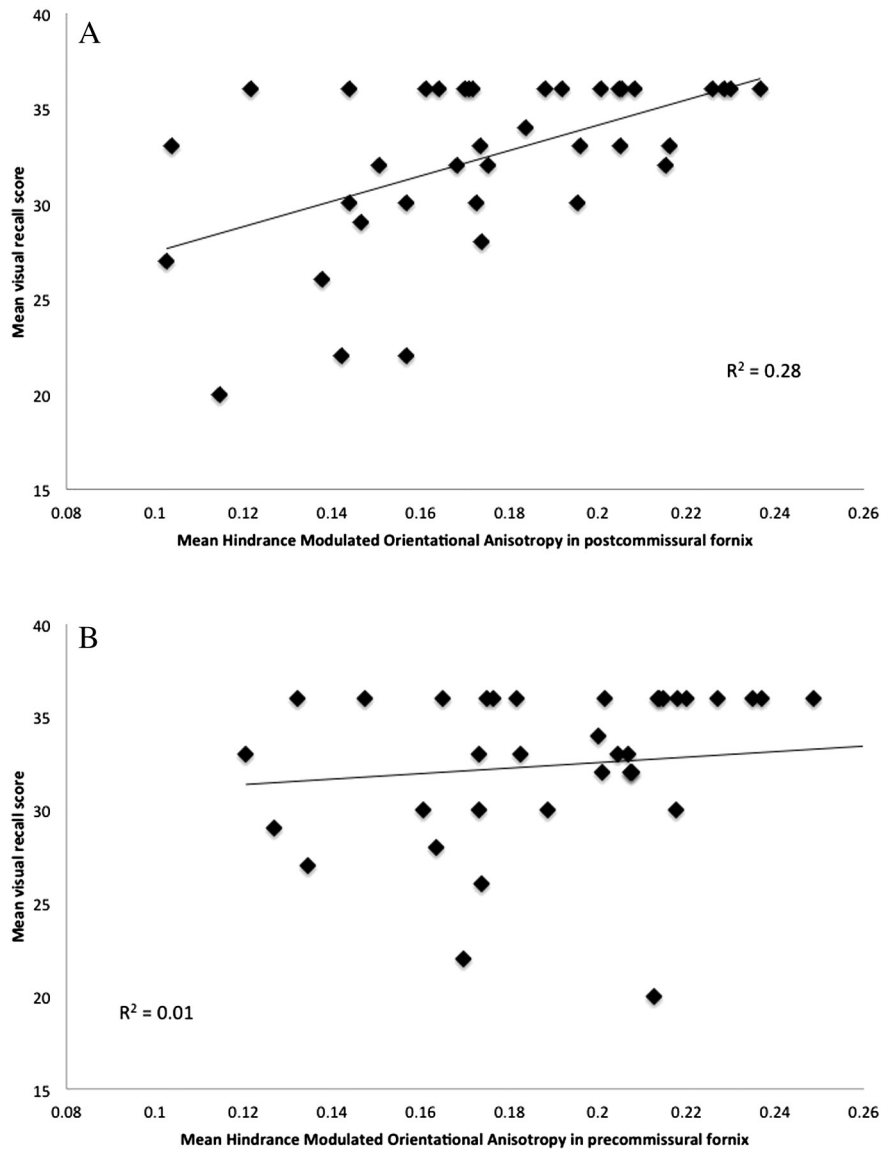 A
40
35
30
25
20
15
Mean visual recall score
R² = 0.28
0.08 0.1 0.12 0.14 0.16 0.18 0.2 0.22 0.24 0.26
Mean Hindrance Modulated Orientational Anisotropy in postcommissural fornix
B
40
35
30
25
20
15
Mean visual recall score
R² = 0.01
0.08 0.1 0.12 0.14 0.16 0.18 0.2 0.22 0.24 0.26
Mean Hindrance Modulated Orientational Anisotropy in precommissural fornix